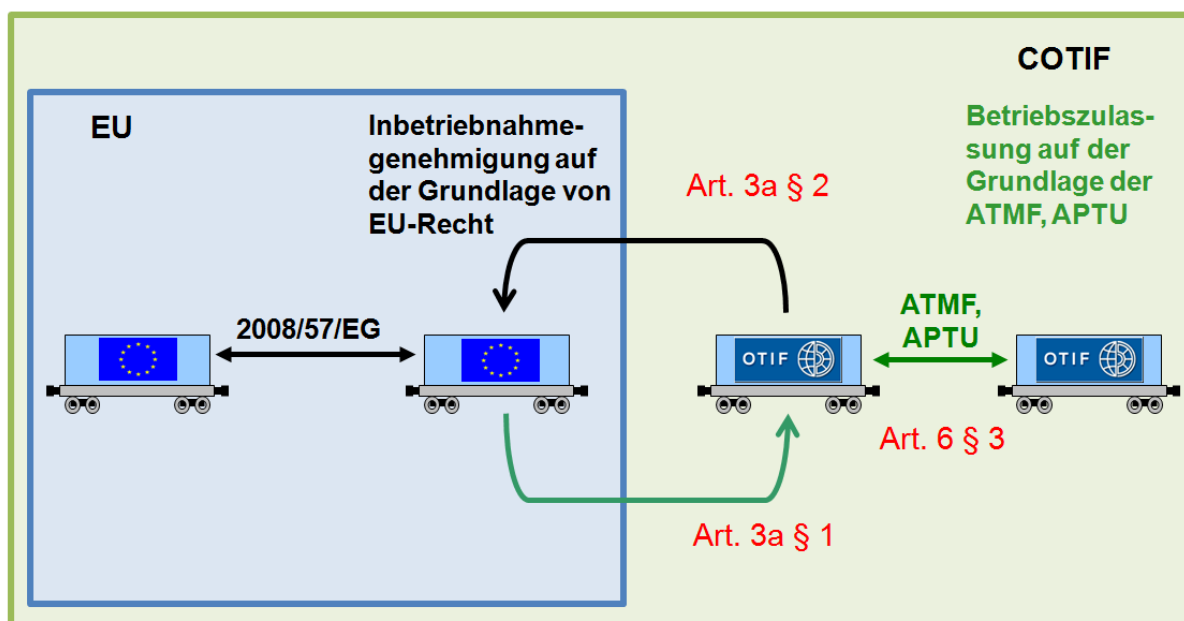 COTIF
EU
Inbetriebnahme-
genehmigung auf
der Grundlage von
EU-Recht
Betriebszulas-
sung auf der
Grundlage der
ATMF, APTU
Art. 3a § 2
2008/57/EG
ATMF,
APTU
OTIF
OTIF
Art. 6 § 3
Art. 3a § 1